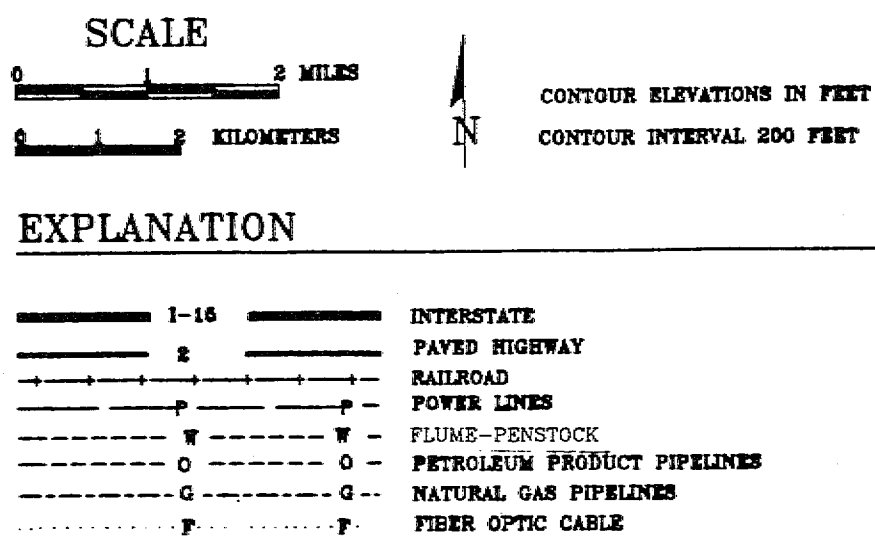 SCALE
0 1 2 MILES
0 1 2 KILOMETERS
N
CONTOUR ELEVATIONS IN FEET
CONTOUR INTERVAL 200 FEET
EXPLANATION
I-15 INTERSTATE
2 PAVED HIGHWAY
RAILROAD
P P POWER LINES
W W FLUME-PENSTOCK
O O PETROLEUM PRODUCT PIPELINES
G G NATURAL GAS PIPELINES
F F FIBER OPTIC CABLE